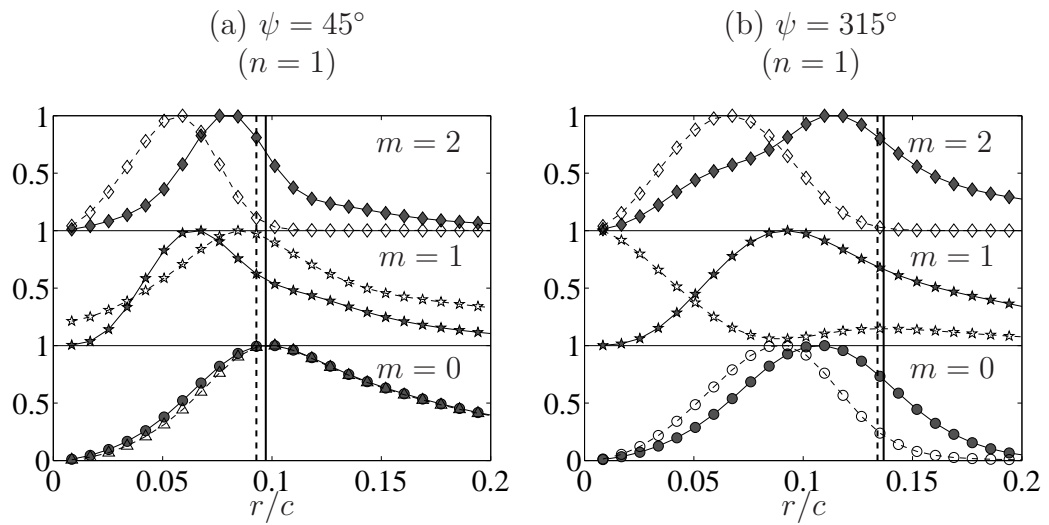 (a) ψ = 45°
(n = 1)
1
m = 2
0.5
1
m = 1
0.5
1
m = 0
0.5
0
0 0.05 0.1 0.15 0.2
r/c
(b) ψ = 315°
(n = 1)
1
m = 2
0.5
1
m = 1
0.5
1
m = 0
0.5
0
0 0.05 0.1 0.15 0.2
r/c